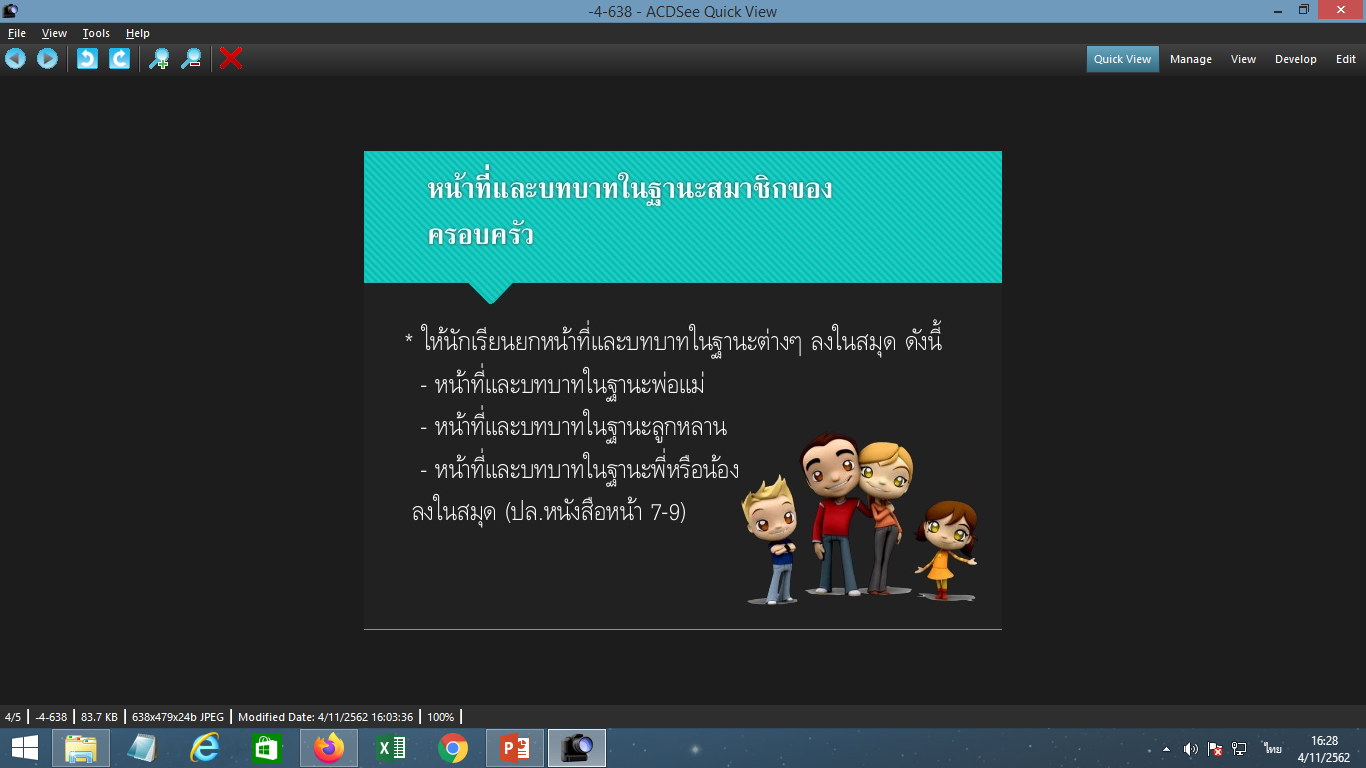 -4-638 - ACDSee Quick View
File View Tools Help
Quick View Manage View Develop Edit
หน้าที่และบทบาทในฐานะสมาชิกของ
ครอบครัว
* ให้นักเรียนยกหน้าที่และบทบาทในฐานะต่างๆ ลงในสมุด ดังนี้
- หน้าที่และบทบาทในฐานะพ่อแม่
- หน้าที่และบทบาทในฐานะลูกหลาน
- หน้าที่และบทบาทในฐานะพี่หรือน้อง
ลงในสมุด (ปล.หนังสือหน้า 7-9)
4/5 | -4-638 | 83.7 KB | 638x479x24b JPEG | Modified Date: 4/11/2562 16:03:36 | 100% |
ไทย 16:28
4/11/2562